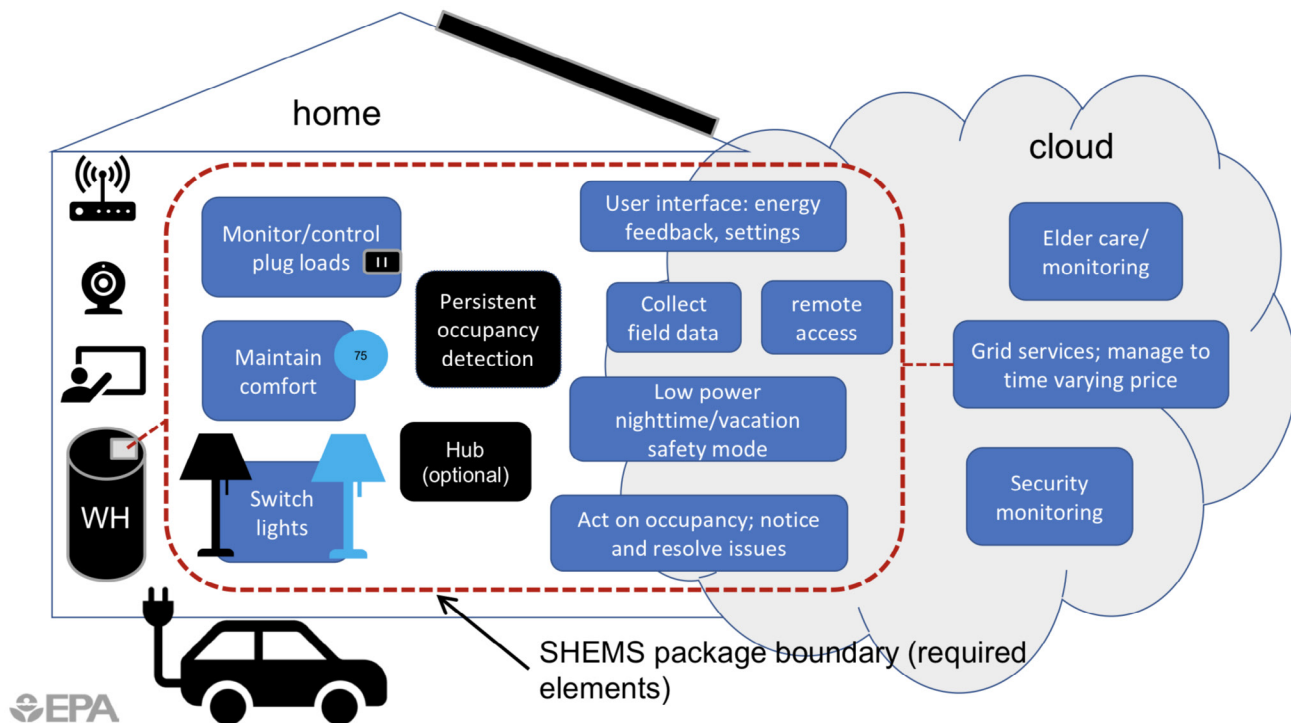 home
cloud
Monitor/control
plug loads
User interface: energy
feedback, settings
Elder care/
monitoring
Persistent
occupancy
detection
Collect
field data
remote
access
Maintain
comfort
75
Grid services; manage to
time varying price
Low power
nighttime/vacation
safety mode
Hub
(optional)
WH
Switch
lights
Act on occupancy; notice
and resolve issues
Security
monitoring
SHEMS package boundary (required
elements)
EPA